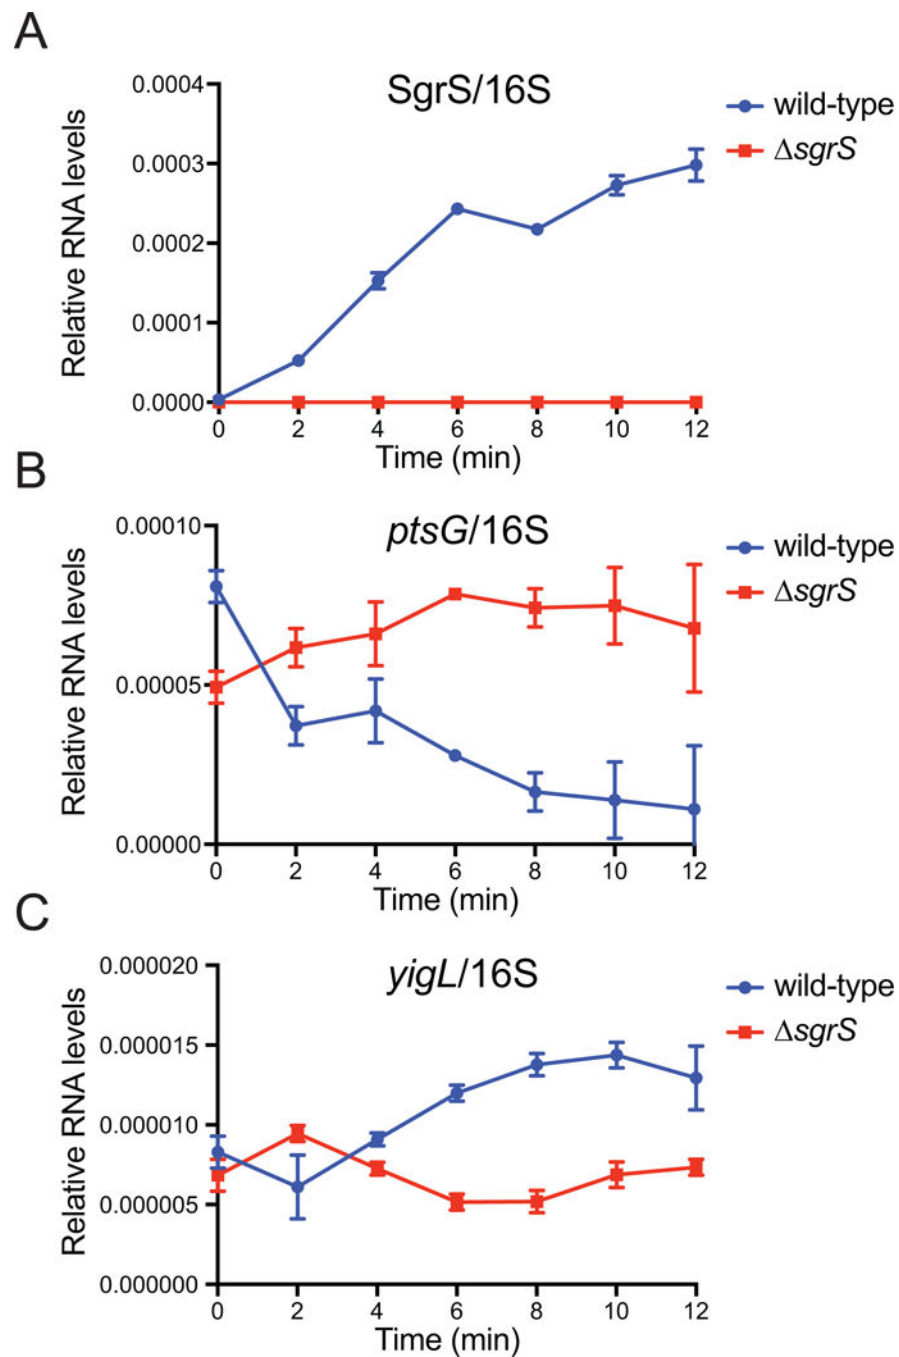 A
SgrS/16S
Relative RNA levels
0.0004
0.0003
0.0002
0.0001
0.0000
0 2 4 6 8 10 12
Time (min)
wild-type
ΔsgrS
B
ptsG/16S
Relative RNA levels
0.00010
0.00005
0.00000
0 2 4 6 8 10 12
Time (min)
wild-type
ΔsgrS
C
yigL/16S
Relative RNA levels
0.000020
0.000015
0.000010
0.000005
0.000000
0 2 4 6 8 10 12
Time (min)
wild-type
ΔsgrS